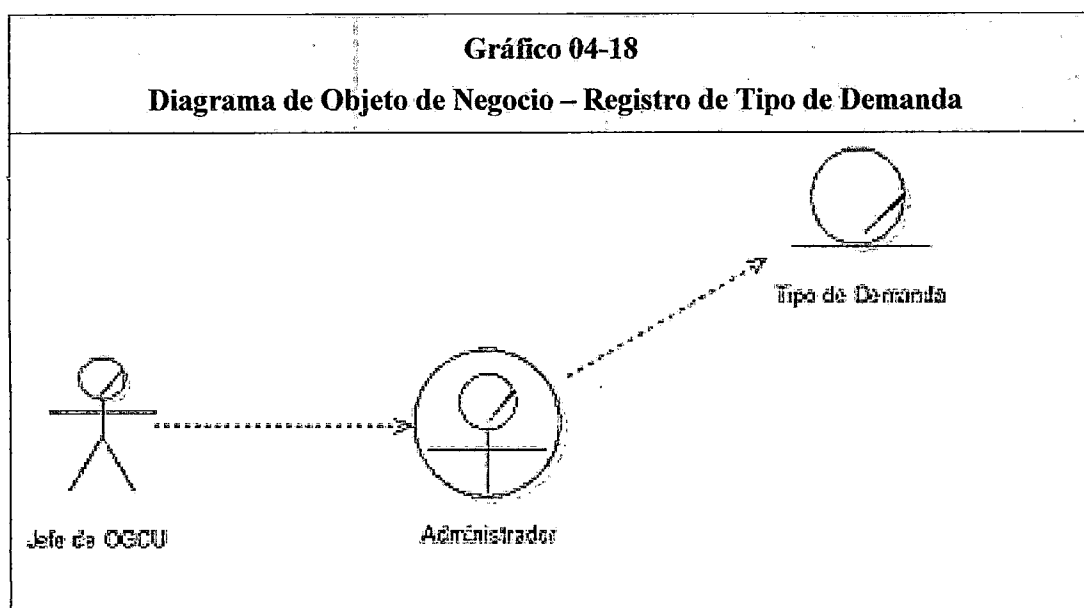 Gráfico 04-18
Diagrama de Objeto de Negocio – Registro de Tipo de Demanda
Tipo de Demanda
Jefe de OGCU
Administrador